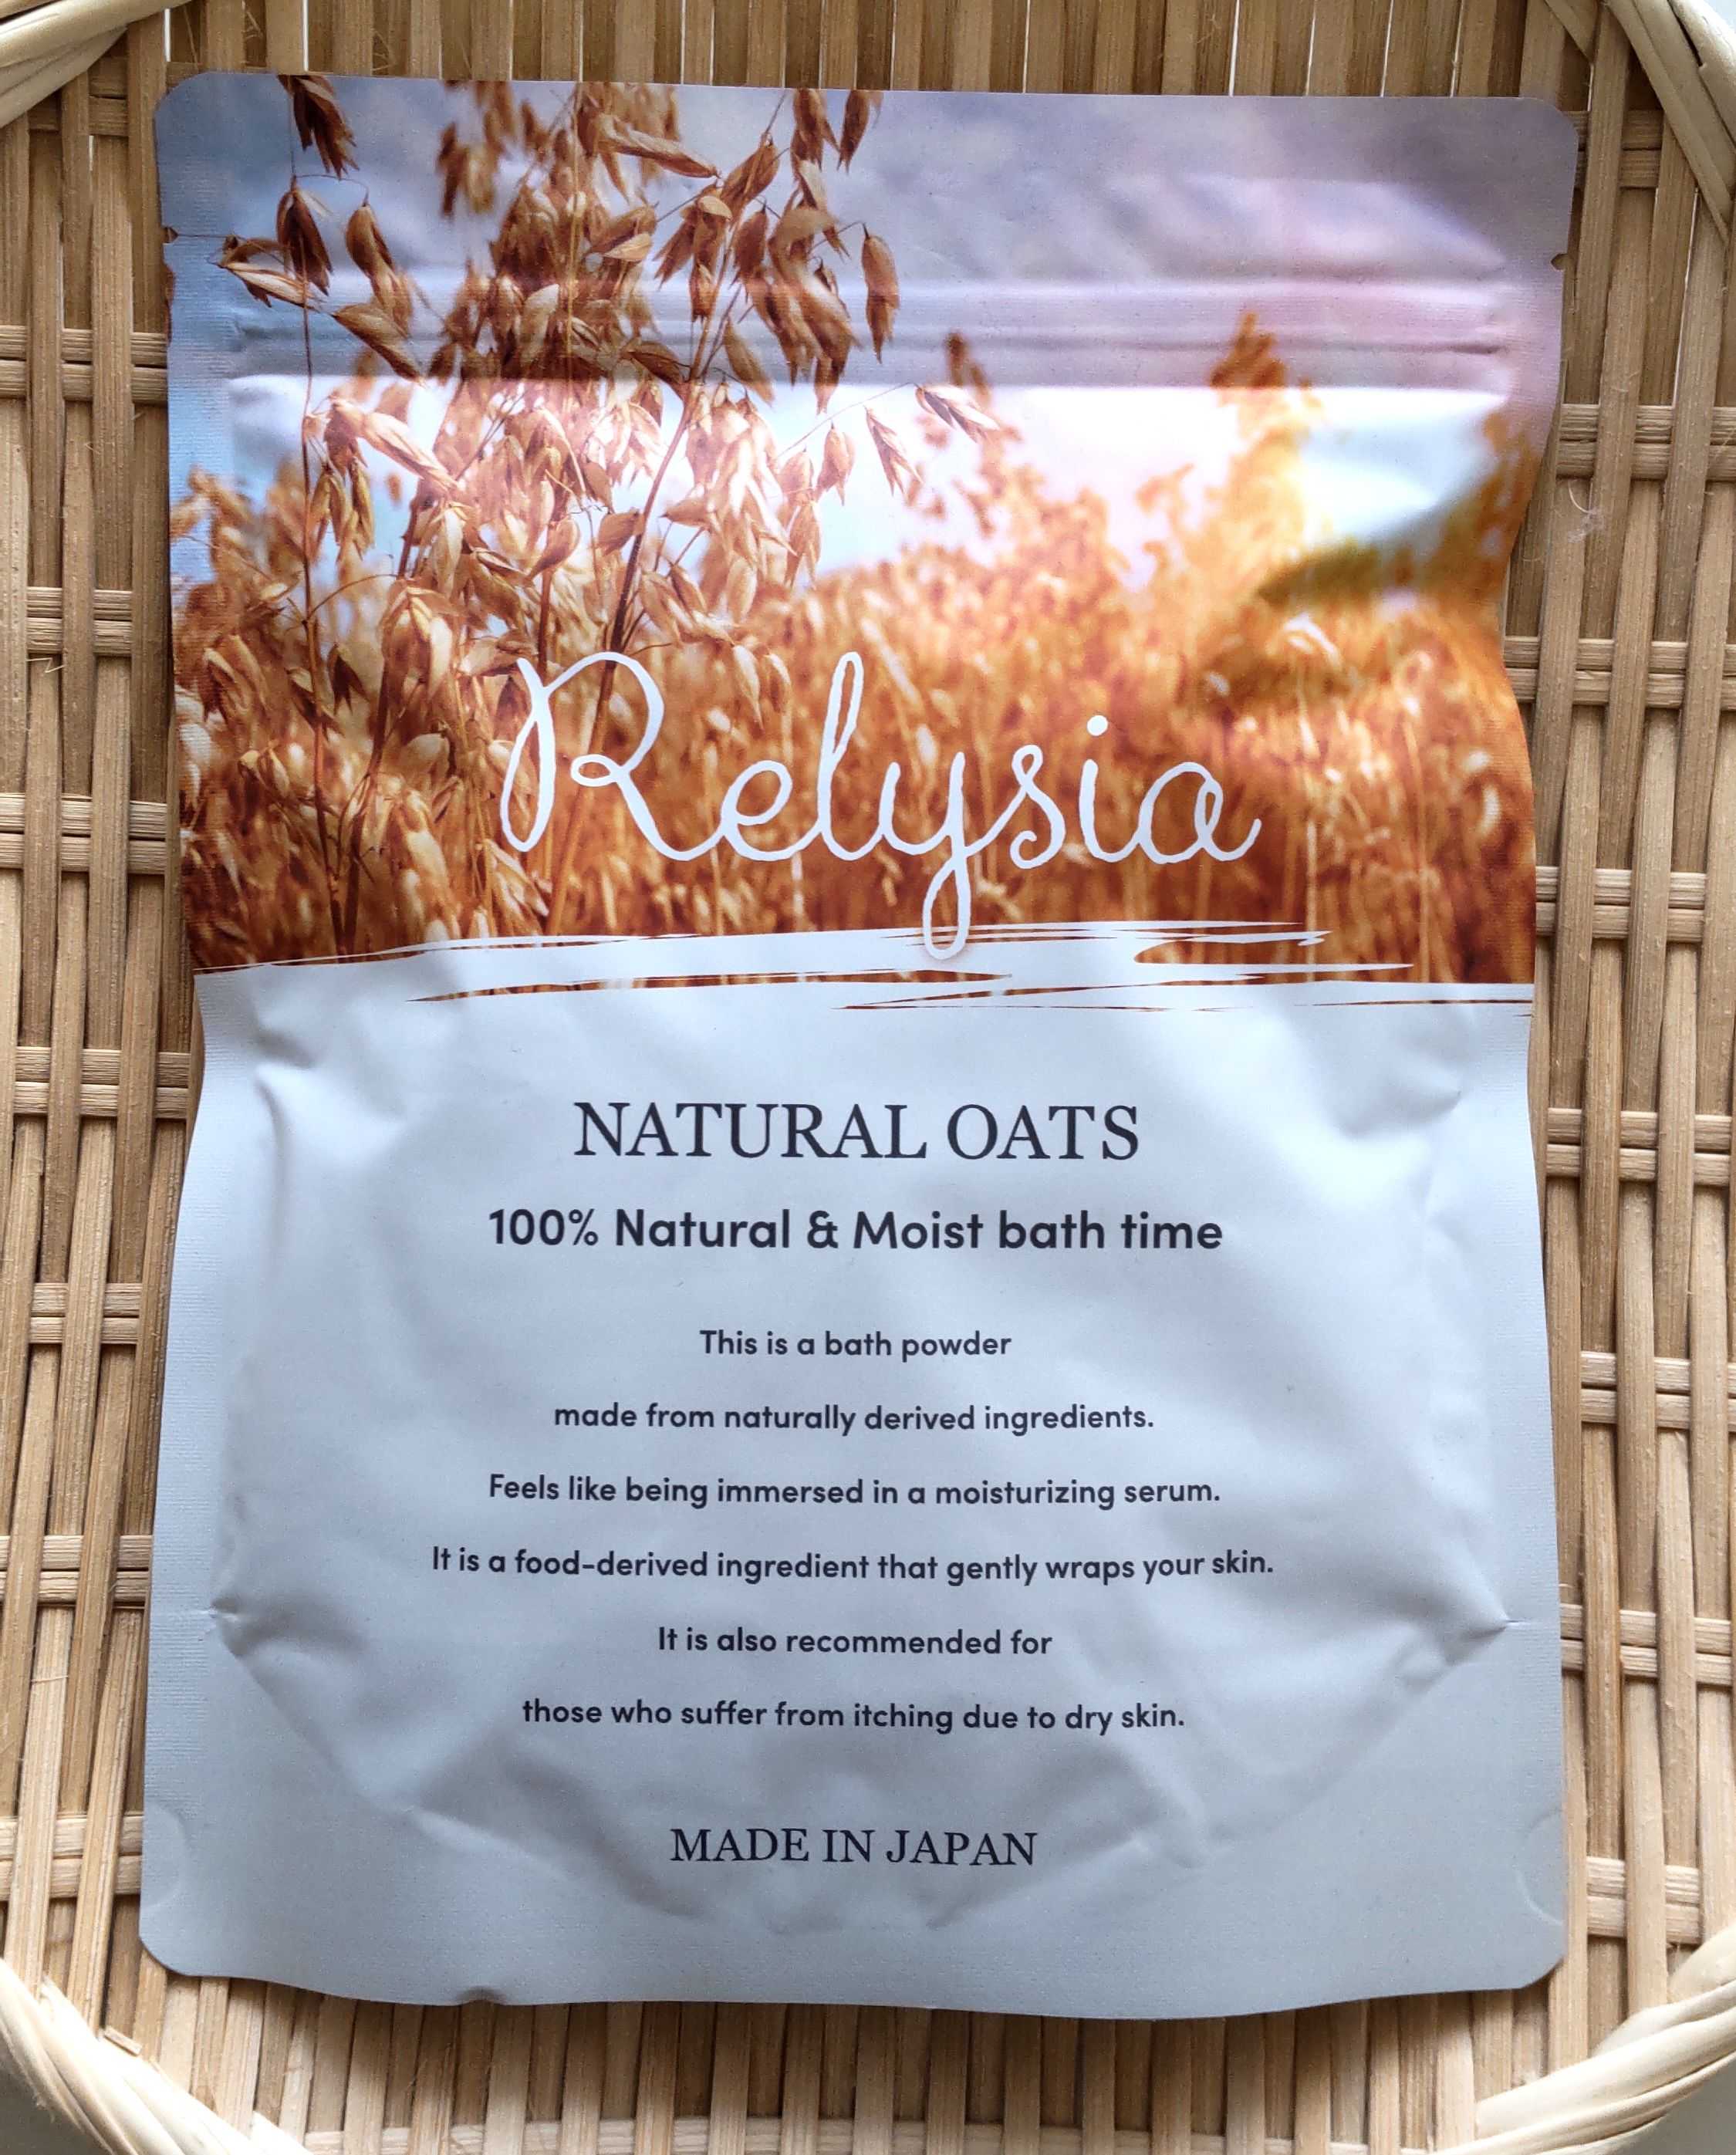 Relysia
NATURAL OATS
100% Natural & Moist bath time
This is a bath powder
made from naturally derived ingredients.
Feels like being immersed in a moisturizing serum.
It is a food-derived ingredient that gently wraps your skin.
It is also recommended for
those who suffer from itching due to dry skin.
MADE IN JAPAN